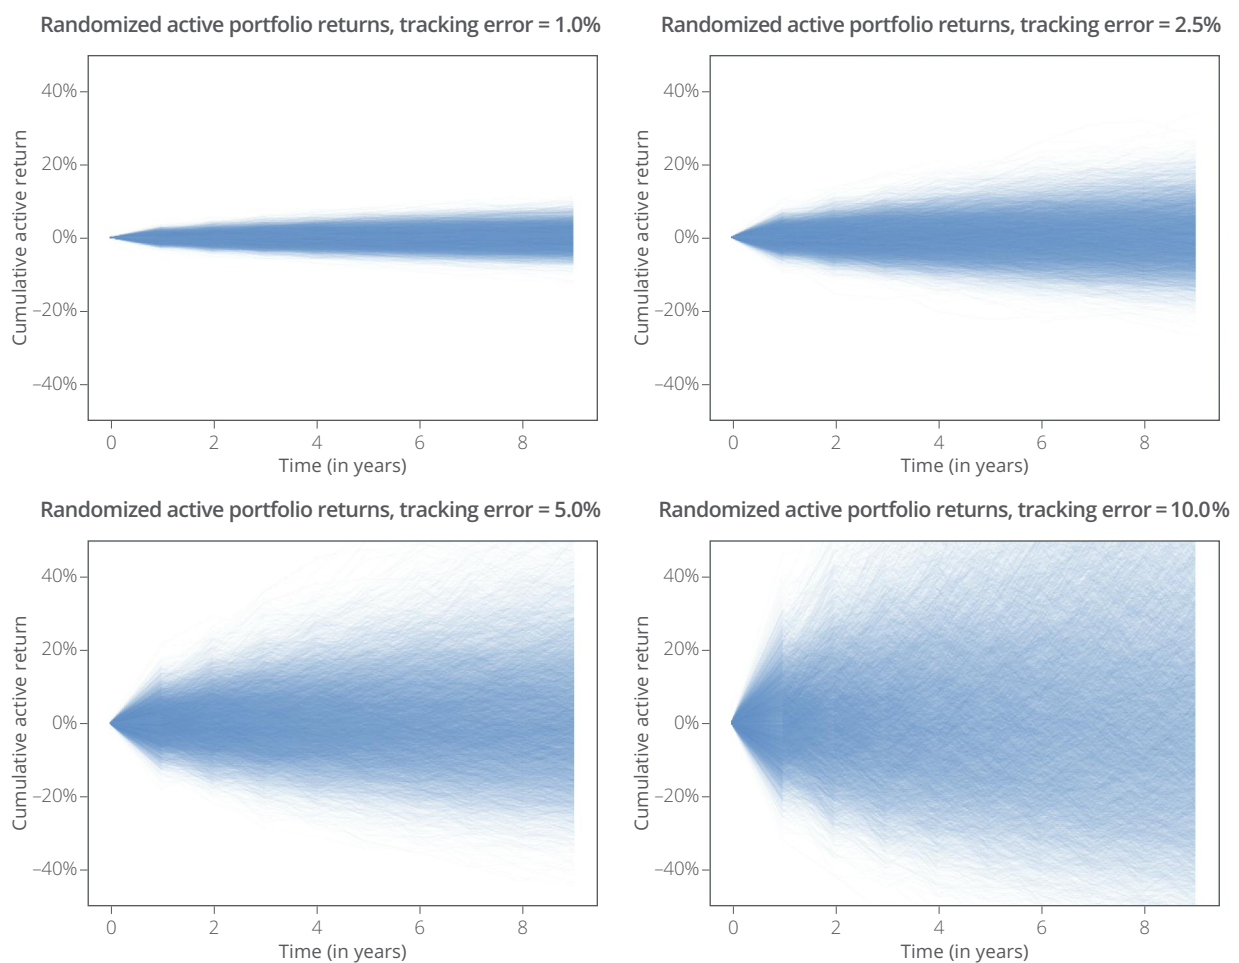 Randomized active portfolio returns, tracking error = 1.0%
Cumulative active return
40%
20%
0%
–20%
–40%
0 2 4 6 8
Time (in years)
Randomized active portfolio returns, tracking error = 2.5%
Cumulative active return
40%
20%
0%
–20%
–40%
0 2 4 6 8
Time (in years)
Randomized active portfolio returns, tracking error = 5.0%
Cumulative active return
40%
20%
0%
–20%
–40%
0 2 4 6 8
Time (in years)
Randomized active portfolio returns, tracking error = 10.0%
Cumulative active return
40%
20%
0%
–20%
–40%
0 2 4 6 8
Time (in years)